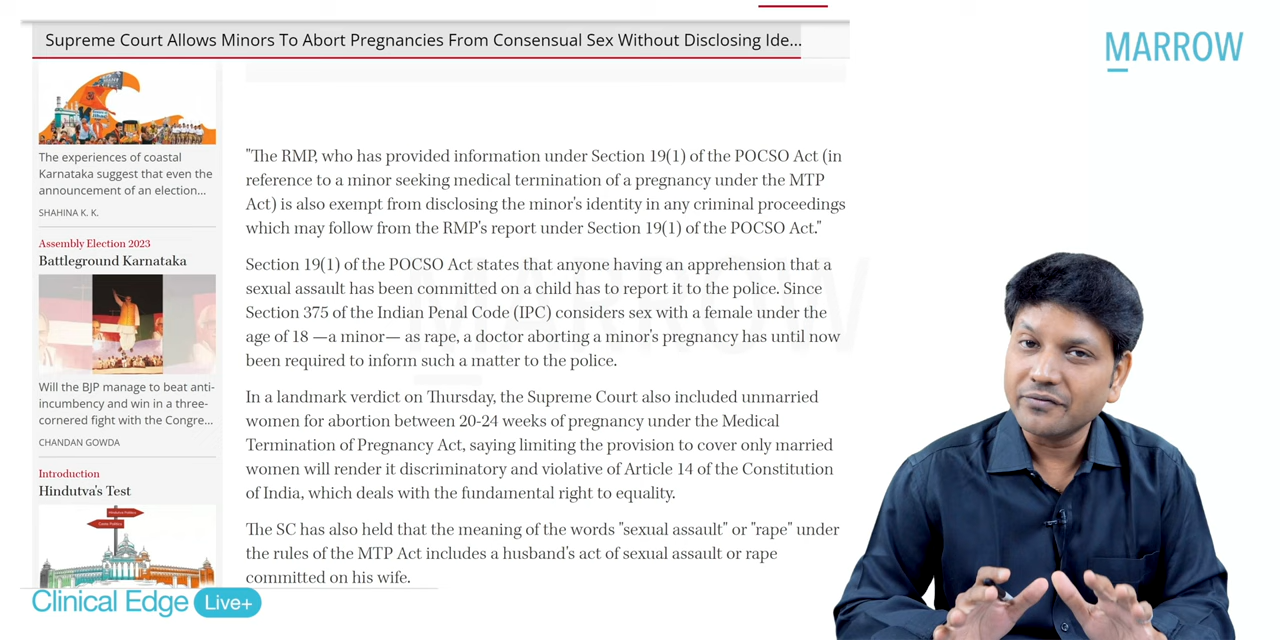 Supreme Court Allows Minors To Abort Pregnancies From Consensual Sex Without Disclosing Ide...
MARROW
The experiences of coastal
Karnataka suggest that even the
announcement of an election...
SHAHINA K. K.
Assembly Election 2023
Battleground Karnataka
Will the BJP manage to beat anti-
incumbency and win in a three-
cornered fight with the Congre...
CHANDAN GOWDA
Introduction
Hindutva's Test
"The RMP, who has provided information under Section 19(1) of the POCSO Act (in
reference to a minor seeking medical termination of a pregnancy under the MTP
Act) is also exempt from disclosing the minor's identity in any criminal proceedings
which may follow from the RMP's report under Section 19(1) of the POCSO Act."
Section 19(1) of the POCSO Act states that anyone having an apprehension that a
sexual assault has been committed on a child has to report it to the police. Since
Section 375 of the Indian Penal Code (IPC) considers sex with a female under the
age of 18 —a minor— as rape, a doctor aborting a minor's pregnancy has until now
been required to inform such a matter to the police.
In a landmark verdict on Thursday, the Supreme Court also included unmarried
women for abortion between 20-24 weeks of pregnancy under the Medical
Termination of Pregnancy Act, saying limiting the provision to cover only married
women will render it discriminatory and violative of Article 14 of the Constitution
of India, which deals with the fundamental right to equality.
The SC has also held that the meaning of the words "sexual assault" or "rape" under
the rules of the MTP Act includes a husband's act of sexual assault or rape
committed on his wife.
MARROW
Clinical Edge Live+